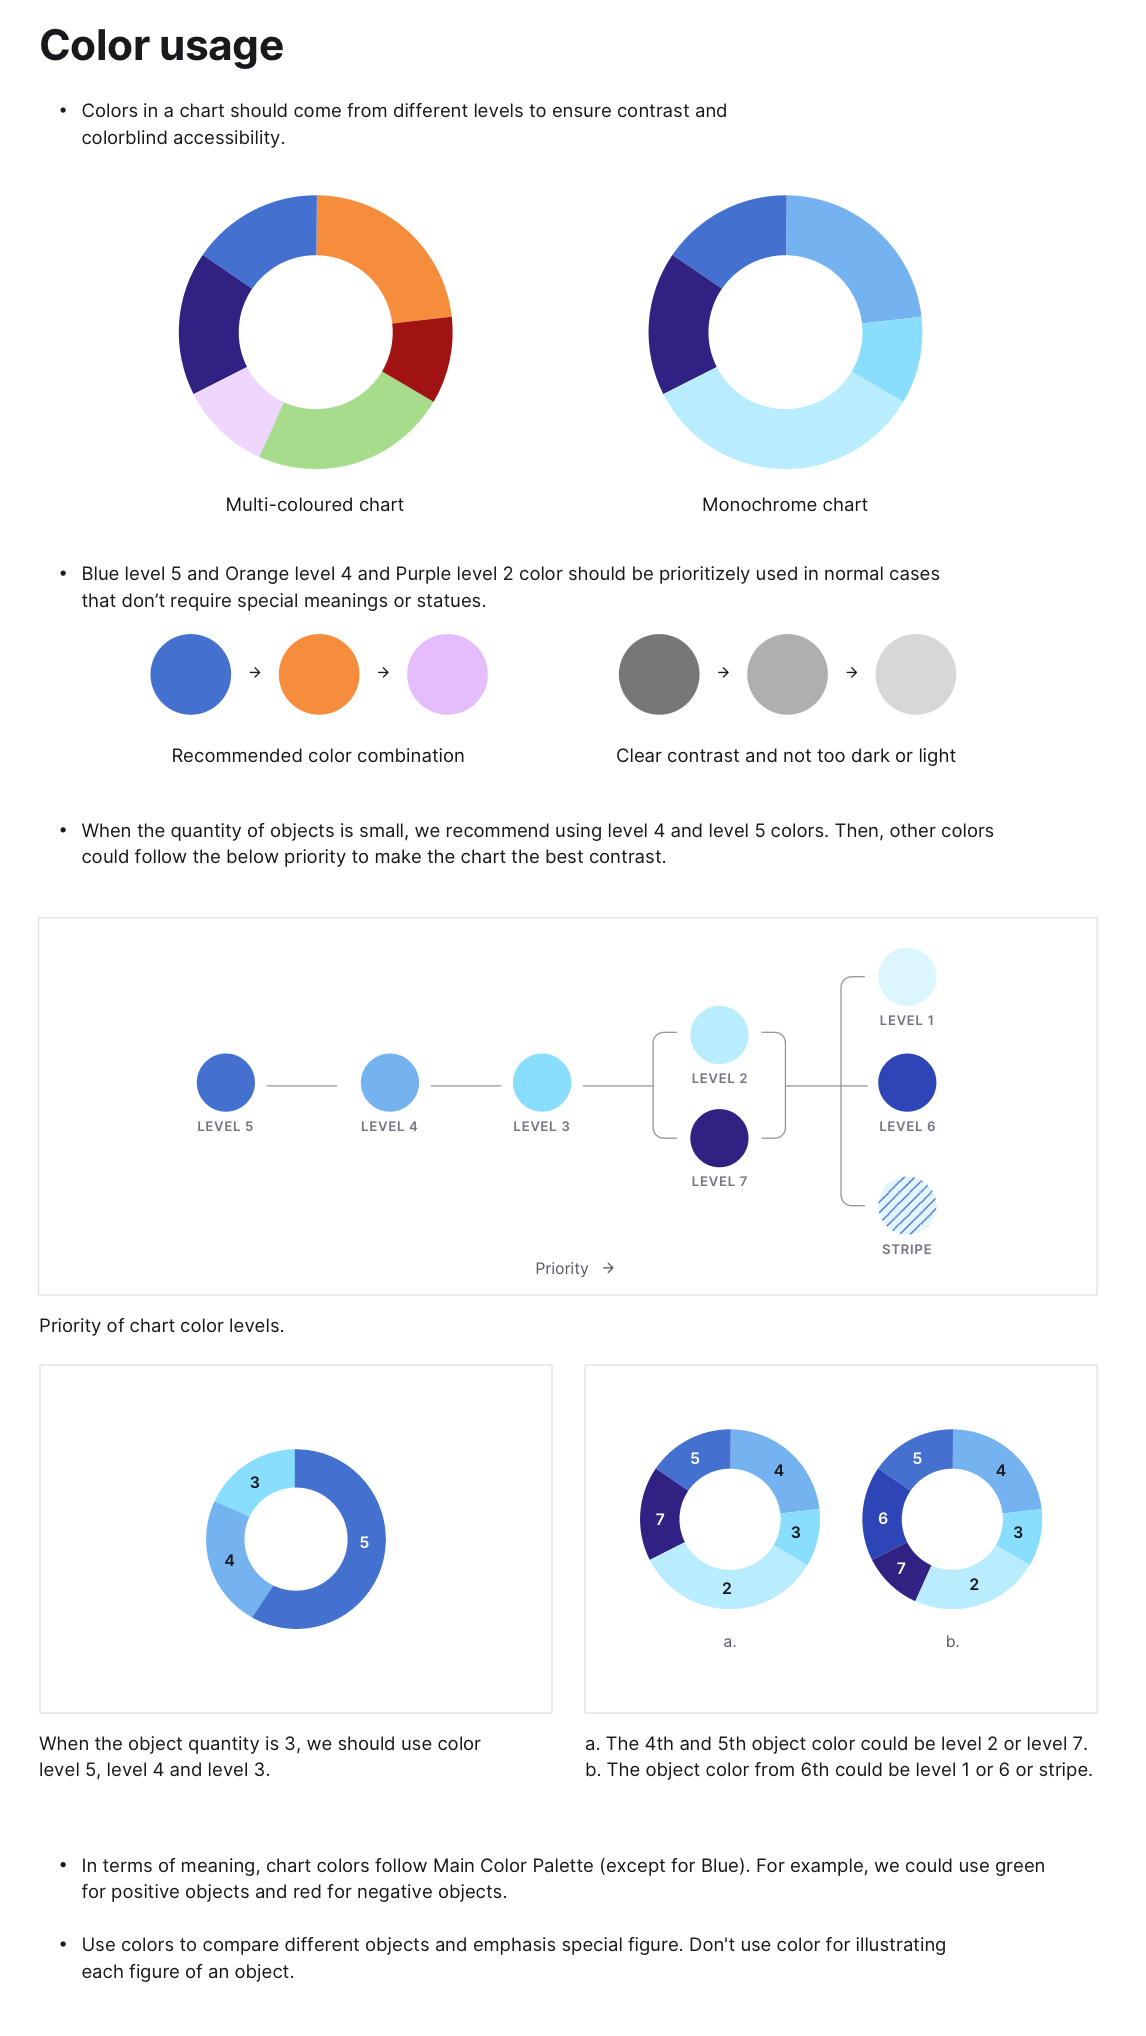 Color usage
• Colors in a chart should come from different levels to ensure contrast and
colorblind accessibility.
Multi-coloured chart
Monochrome chart
• Blue level 5 and Orange level 4 and Purple level 2 color should be prioritizely used in normal cases
that don’t require special meanings or statues.
→ →
→ →
Recommended color combination
Clear contrast and not too dark or light
• When the quantity of objects is small, we recommend using level 4 and level 5 colors. Then, other colors
could follow the below priority to make the chart the best contrast.
LEVEL 5
LEVEL 4
LEVEL 3
LEVEL 2
LEVEL 7
LEVEL 1
LEVEL 6
STRIPE
Priority →
Priority of chart color levels.
3
4
5
5
4
7
3
2
a.
5
4
6
3
7
2
b.
When the object quantity is 3, we should use color
level 5, level 4 and level 3.
a. The 4th and 5th object color could be level 2 or level 7.
b. The object color from 6th could be level 1 or 6 or stripe.
• In terms of meaning, chart colors follow Main Color Palette (except for Blue). For example, we could use green
for positive objects and red for negative objects.
• Use colors to compare different objects and emphasis special figure. Don't use color for illustrating
each figure of an object.